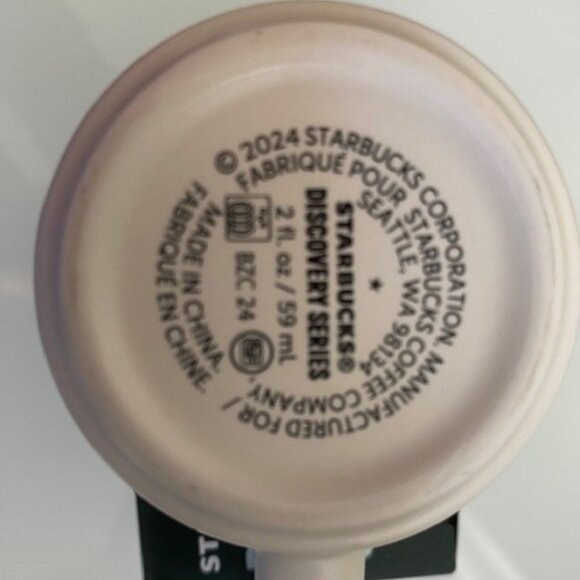 © 2024 STARBUCKS CORPORATION. MANUFACTURED FOR /
FABRIQUÉ POUR STARBUCKS COFFEE COMPANY,
SEATTLE, WA 98134
STARBUCKS®
DISCOVERY SERIES
2 fl. oz / 59 mL
BZC 24
MADE IN CHINA.
FABRIQUÉ EN CHINE.
ST